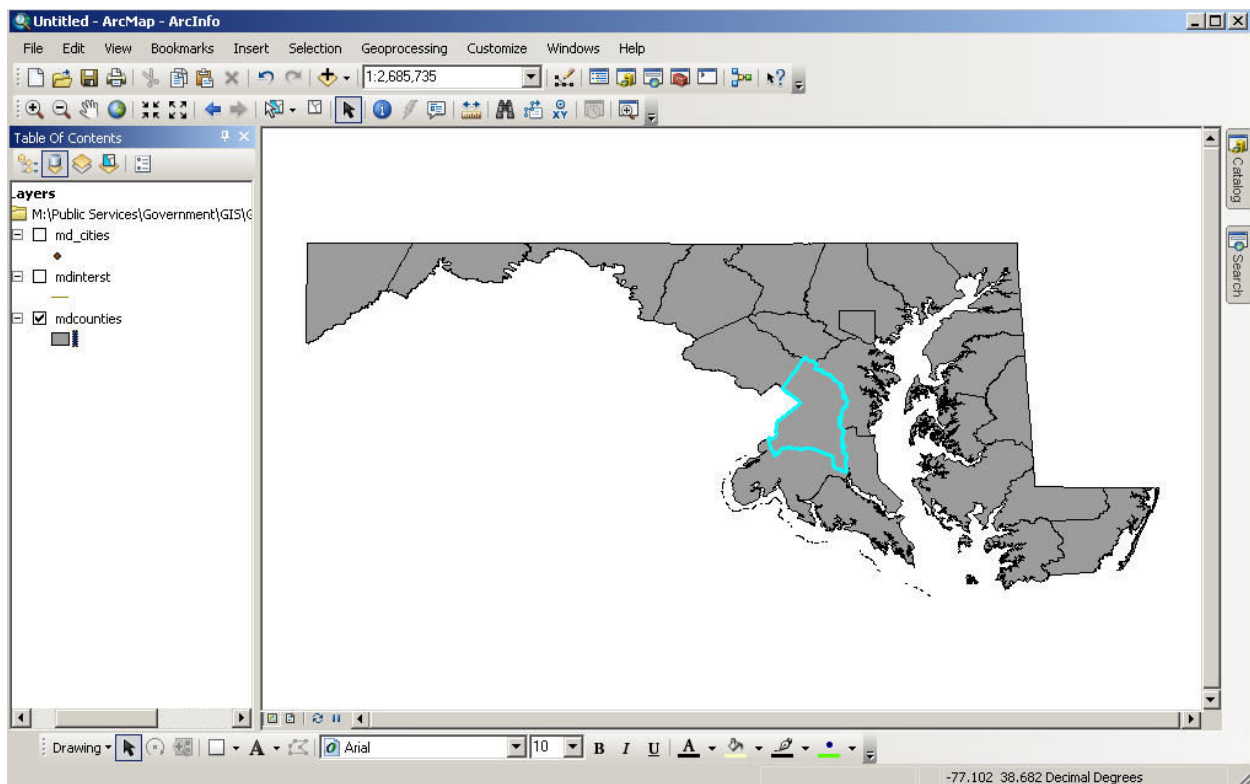 Untitled - ArcMap - ArcInfo
File Edit View Bookmarks Insert Selection Geoprocessing Customize Windows Help
1:2,685,735
XY
Table Of Contents
Layers
M:\Public Services\Government\GIS\G
md_cities
mdinterst
mdcounties
Catalog
Search
Drawing A Arial 10 B I U A
-77.102 38.682 Decimal Degrees